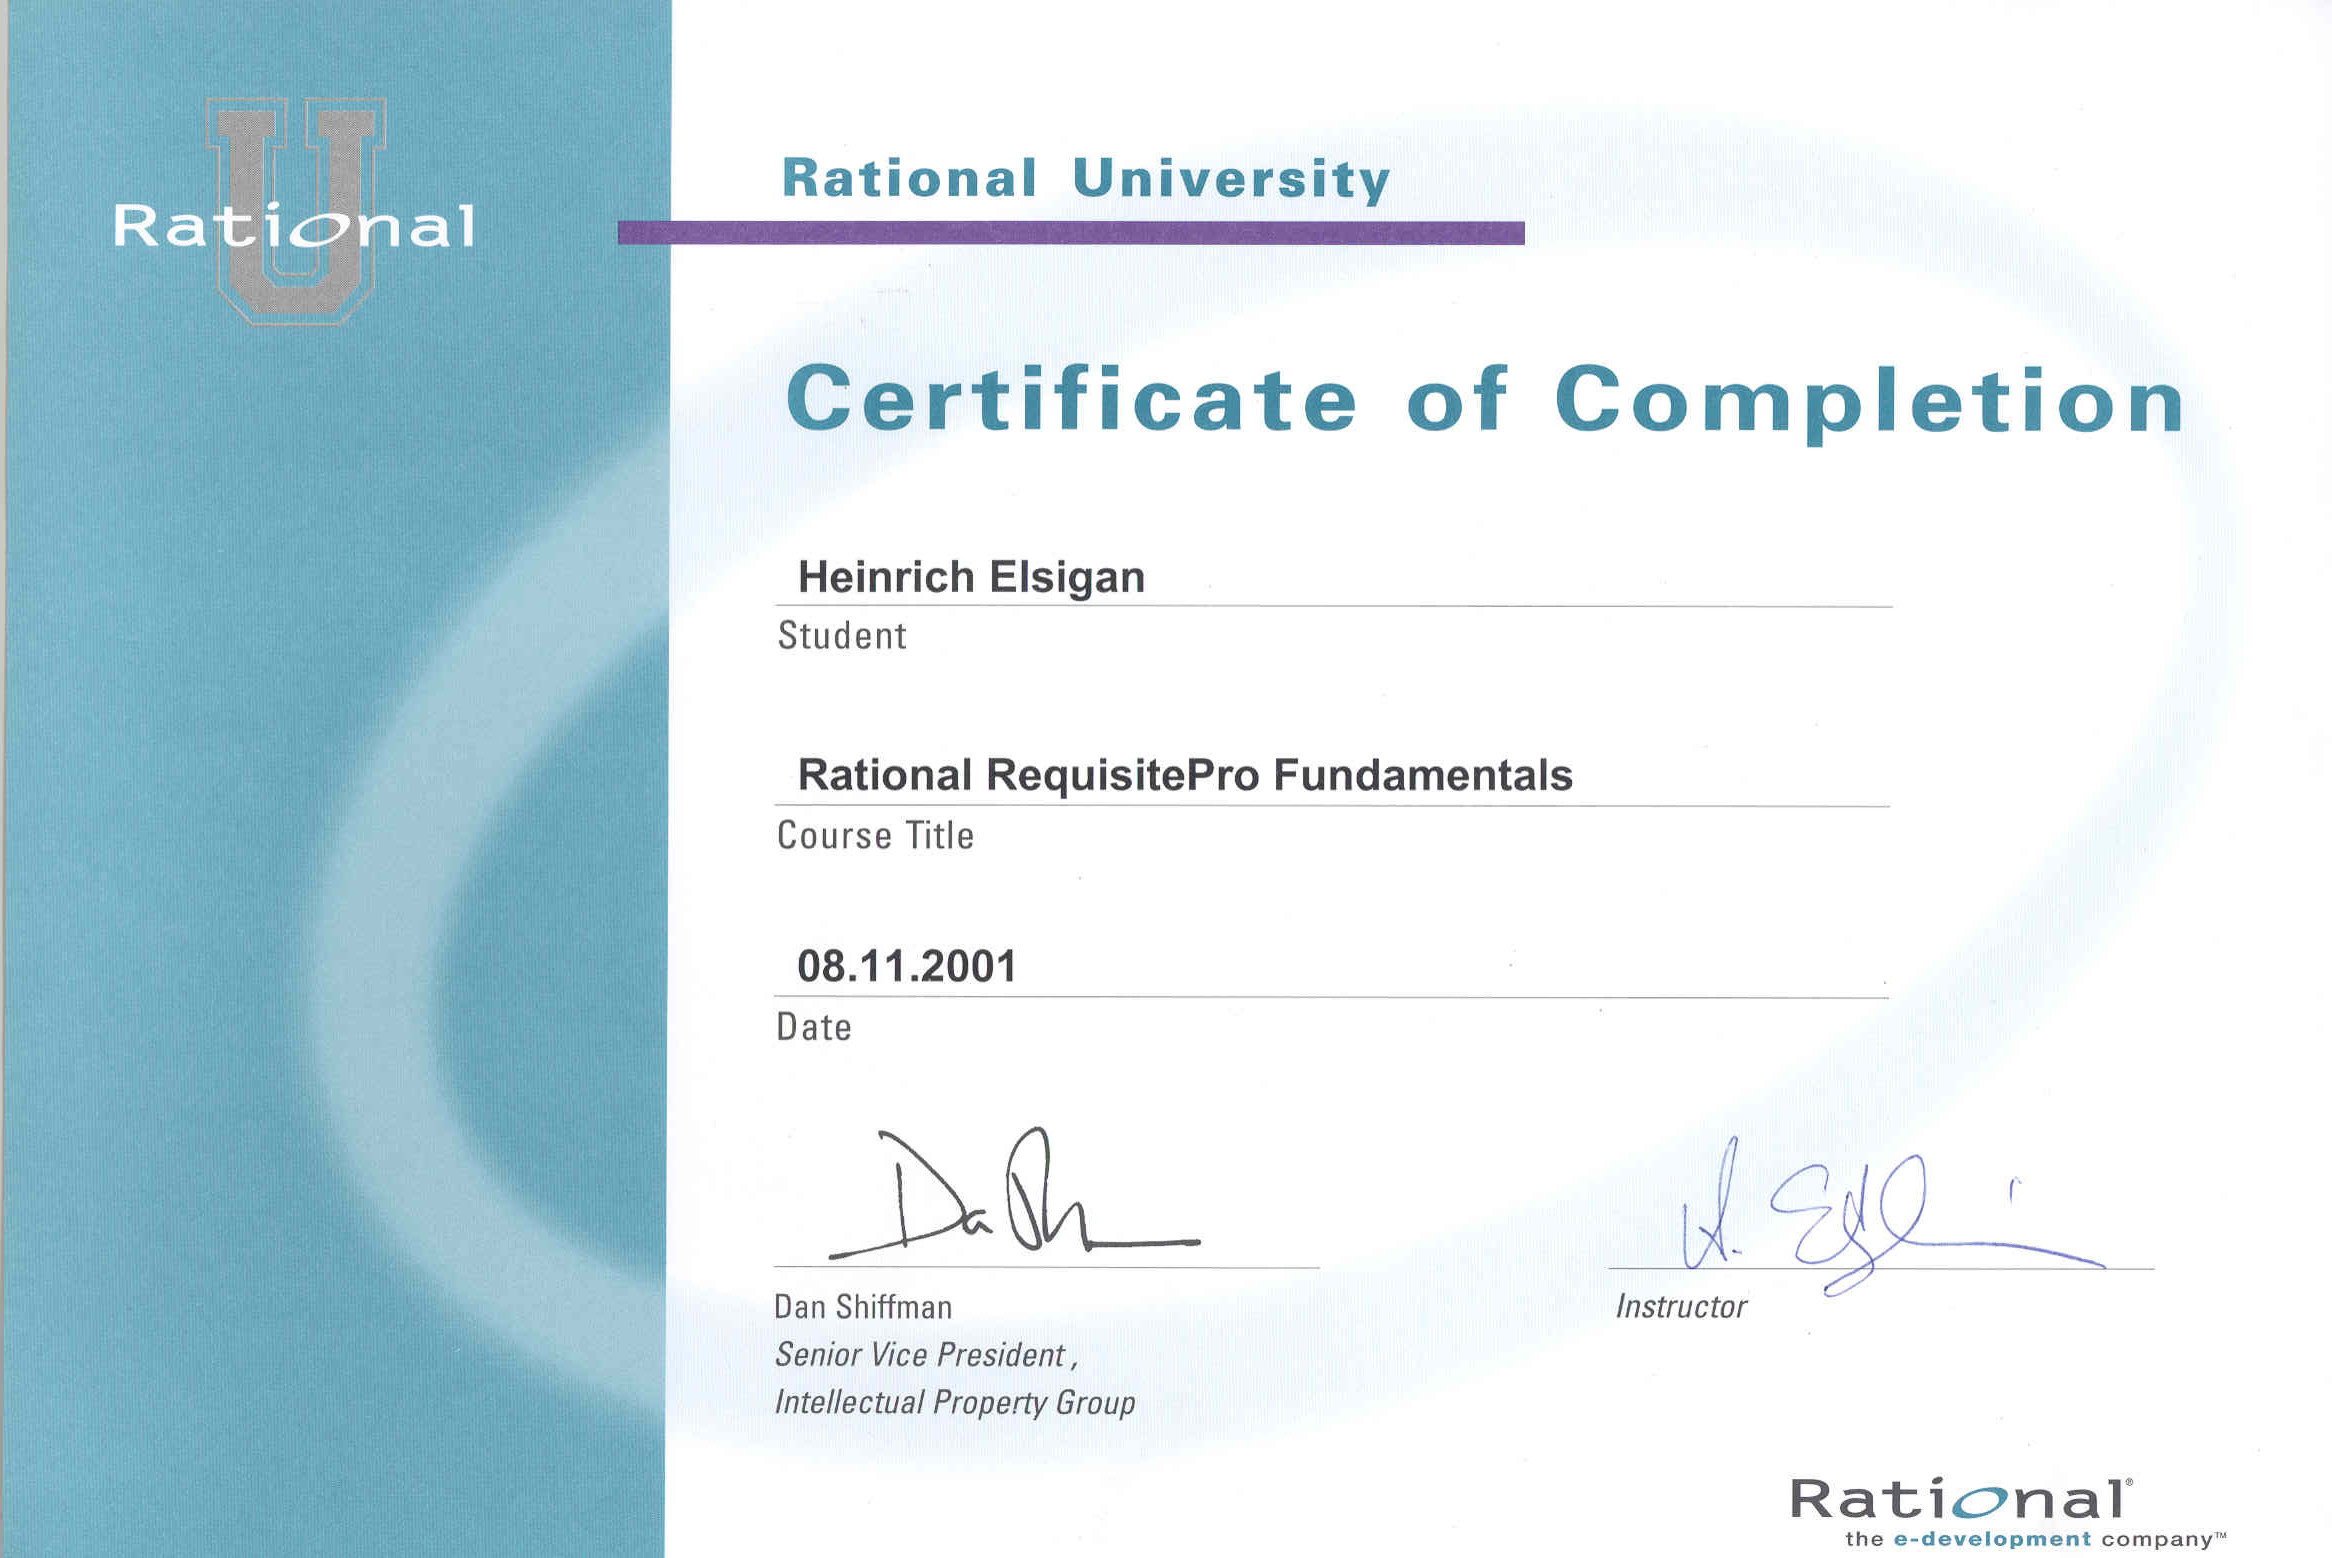 Rational
U
Rational University
Certificate of Completion
Heinrich Elsigan
Student
Rational RequisitePro Fundamentals
Course Title
08.11.2001
Date
Dan Shiffman
Senior Vice President,
Intellectual Property Group
Instructor
Rational®
the e-development company™